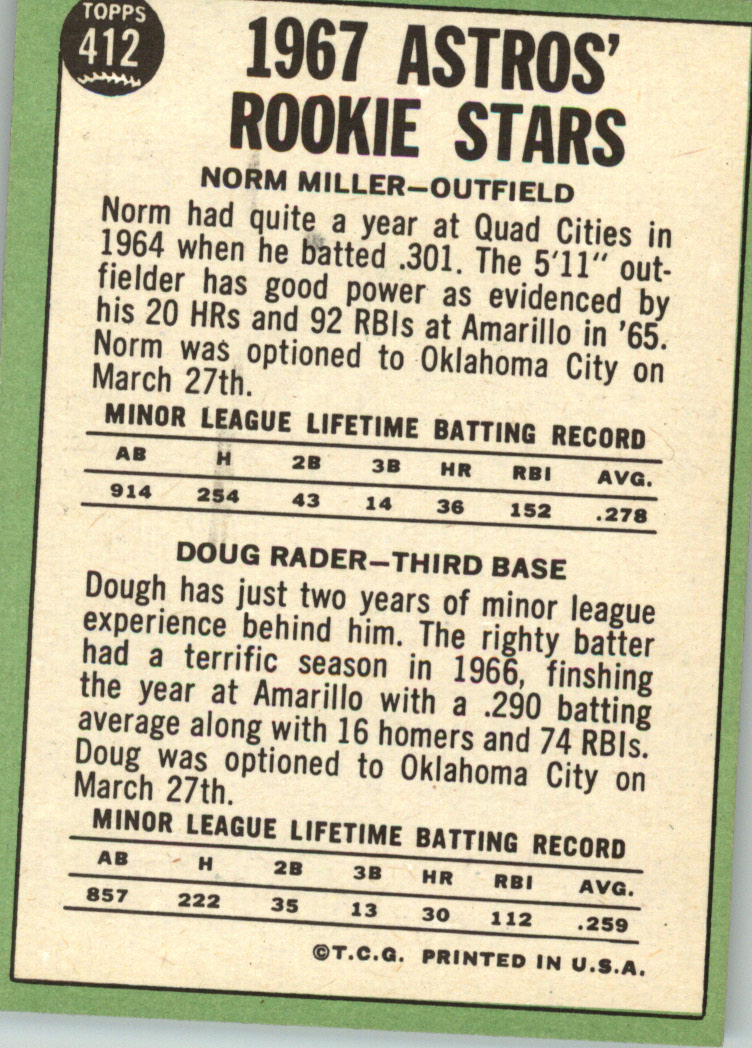 TOPPS
412
1967 ASTROS'
ROOKIE STARS
NORM MILLER—OUTFIELD
Norm had quite a year at Quad Cities in
1964 when he batted .301. The 5'11" out-
fielder has good power as evidenced by
his 20 HRs and 92 RBIs at Amarillo in '65.
Norm was optioned to Oklahoma City on
March 27th.
MINOR LEAGUE LIFETIME BATTING RECORD
AB H 2B 3B HR RBI AVG.
914 254 43 14 36 152 .278
DOUG RADER—THIRD BASE
Dough has just two years of minor league
experience behind him. The righty batter
had a terrific season in 1966, finshing
the year at Amarillo with a .290 batting
average along with 16 homers and 74 RBIs.
Doug was optioned to Oklahoma City on
March 27th.
MINOR LEAGUE LIFETIME BATTING RECORD
AB H 2B 3B HR RBI AVG.
857 222 35 13 30 112 .259
©T.C.G. PRINTED IN U.S.A.